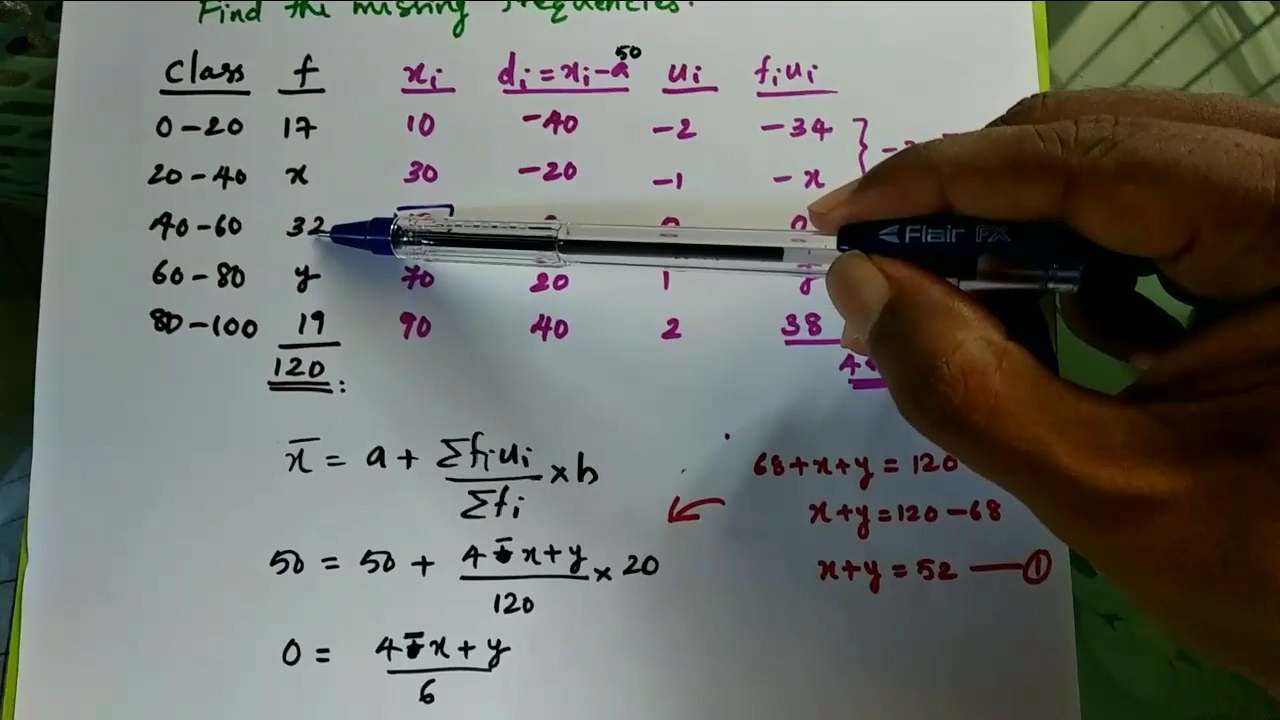 Find the missing frequencies.
Class f xᵢ dᵢ = xᵢ - a 50 uᵢ fᵢuᵢ
0-20 17 10 -40 -2 -34
20-40 x 30 -20 -1 -x
40-60 32 0 0
60-80 y 70 20 1
80-100 19 90 40 2 38
120 :
x̄ = a + Σfᵢuᵢ/Σfᵢ × h
68+x+y = 120
x+y = 120-68
50 = 50 + 4-x+y/120 × 20
x+y = 52 — ①
0 = 4-x+y/6
Flair FX